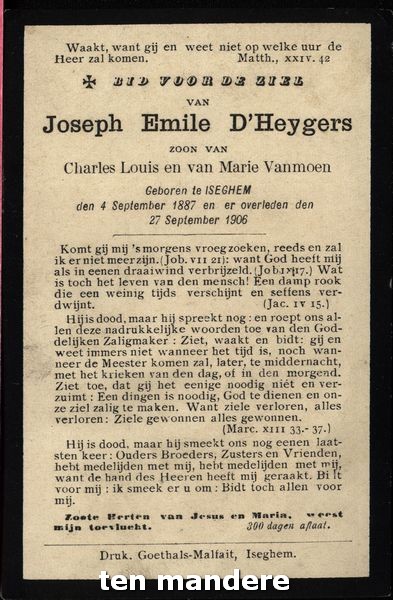 Waakt, want gij en weet niet op welke uur de
Heer zal komen. Matth., XXIV. 42
✠ BID VOOR DE ZIEL
VAN
Joseph Emile D'Heygers
ZOON VAN
Charles Louis en van Marie Vanmoen
Geboren te ISEGHEM
den 4 September 1887 en er overleden den
27 September 1906
Komt gij mij 's morgens vroeg zoeken, reeds en zal
ik er niet meer zijn. (Job. VII 21): want God heeft mij
als in eenen draaiwind verbrijzeld. (Job. IX 17.) Wat
is toch het leven van den mensch! Een damp rook
die een weinig tijds verschijnt en seffens ver-
dwijnt. (Jac. IV 15.)
Hij is dood, maar hij spreekt nog: en roept ons al-
len deze nadrukkelijke woorden toe van den God-
delijken Zaligmaker: Ziet, waakt en bidt: gij en
weet immers niet wanneer het tijd is, noch wan-
neer de Meester komen zal, later, te middernacht,
met het krieken van den dag, of in den morgend.
Ziet toe, dat gij het eenige noodig niet en ver-
zuimt: Een dingen is noodig, God te dienen en on-
ze ziel zalig te maken. Want ziele verloren, alles
verloren: Ziele gewonnen alles gewonnen.
(Marc. XIII 33.-37.)
Hij is dood, maar hij smeekt ons nog eenen laats-
sten keer: Ouders Broeders, Zusters en Vrienden,
hebt medelijden met mij, hebt medelijden met mij,
want de hand des Heeren heeft mij geraakt. Bidt
voor mij: ik smeek er u om: Bidt toch allen voor
mij.
Zoete Herten van Jesus en Maria, weest
mijn toevlucht. 300 dagen aflaat.
Druk. Goethals-Malfait, Iseghem.
ten mandere